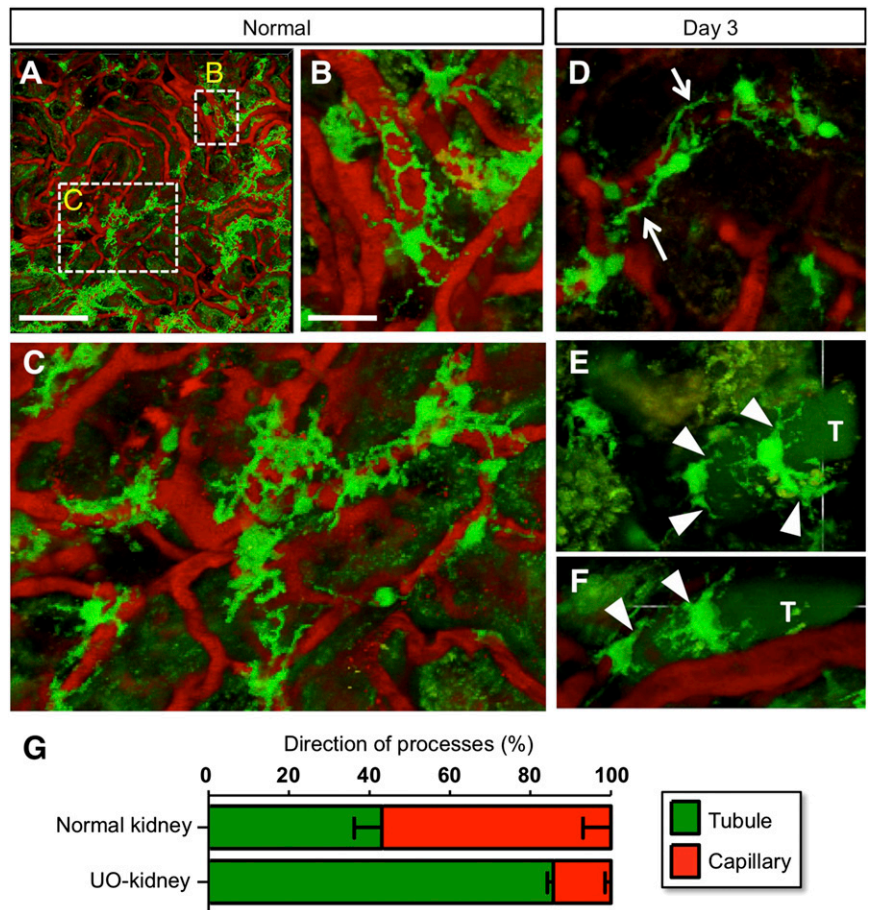 Normal
Day 3
A
B
B
D
C
C
E
T
F
T
G
Direction of processes (%)
0 20 40 60 80 100
Normal kidney
UO-kidney
Tubule
Capillary